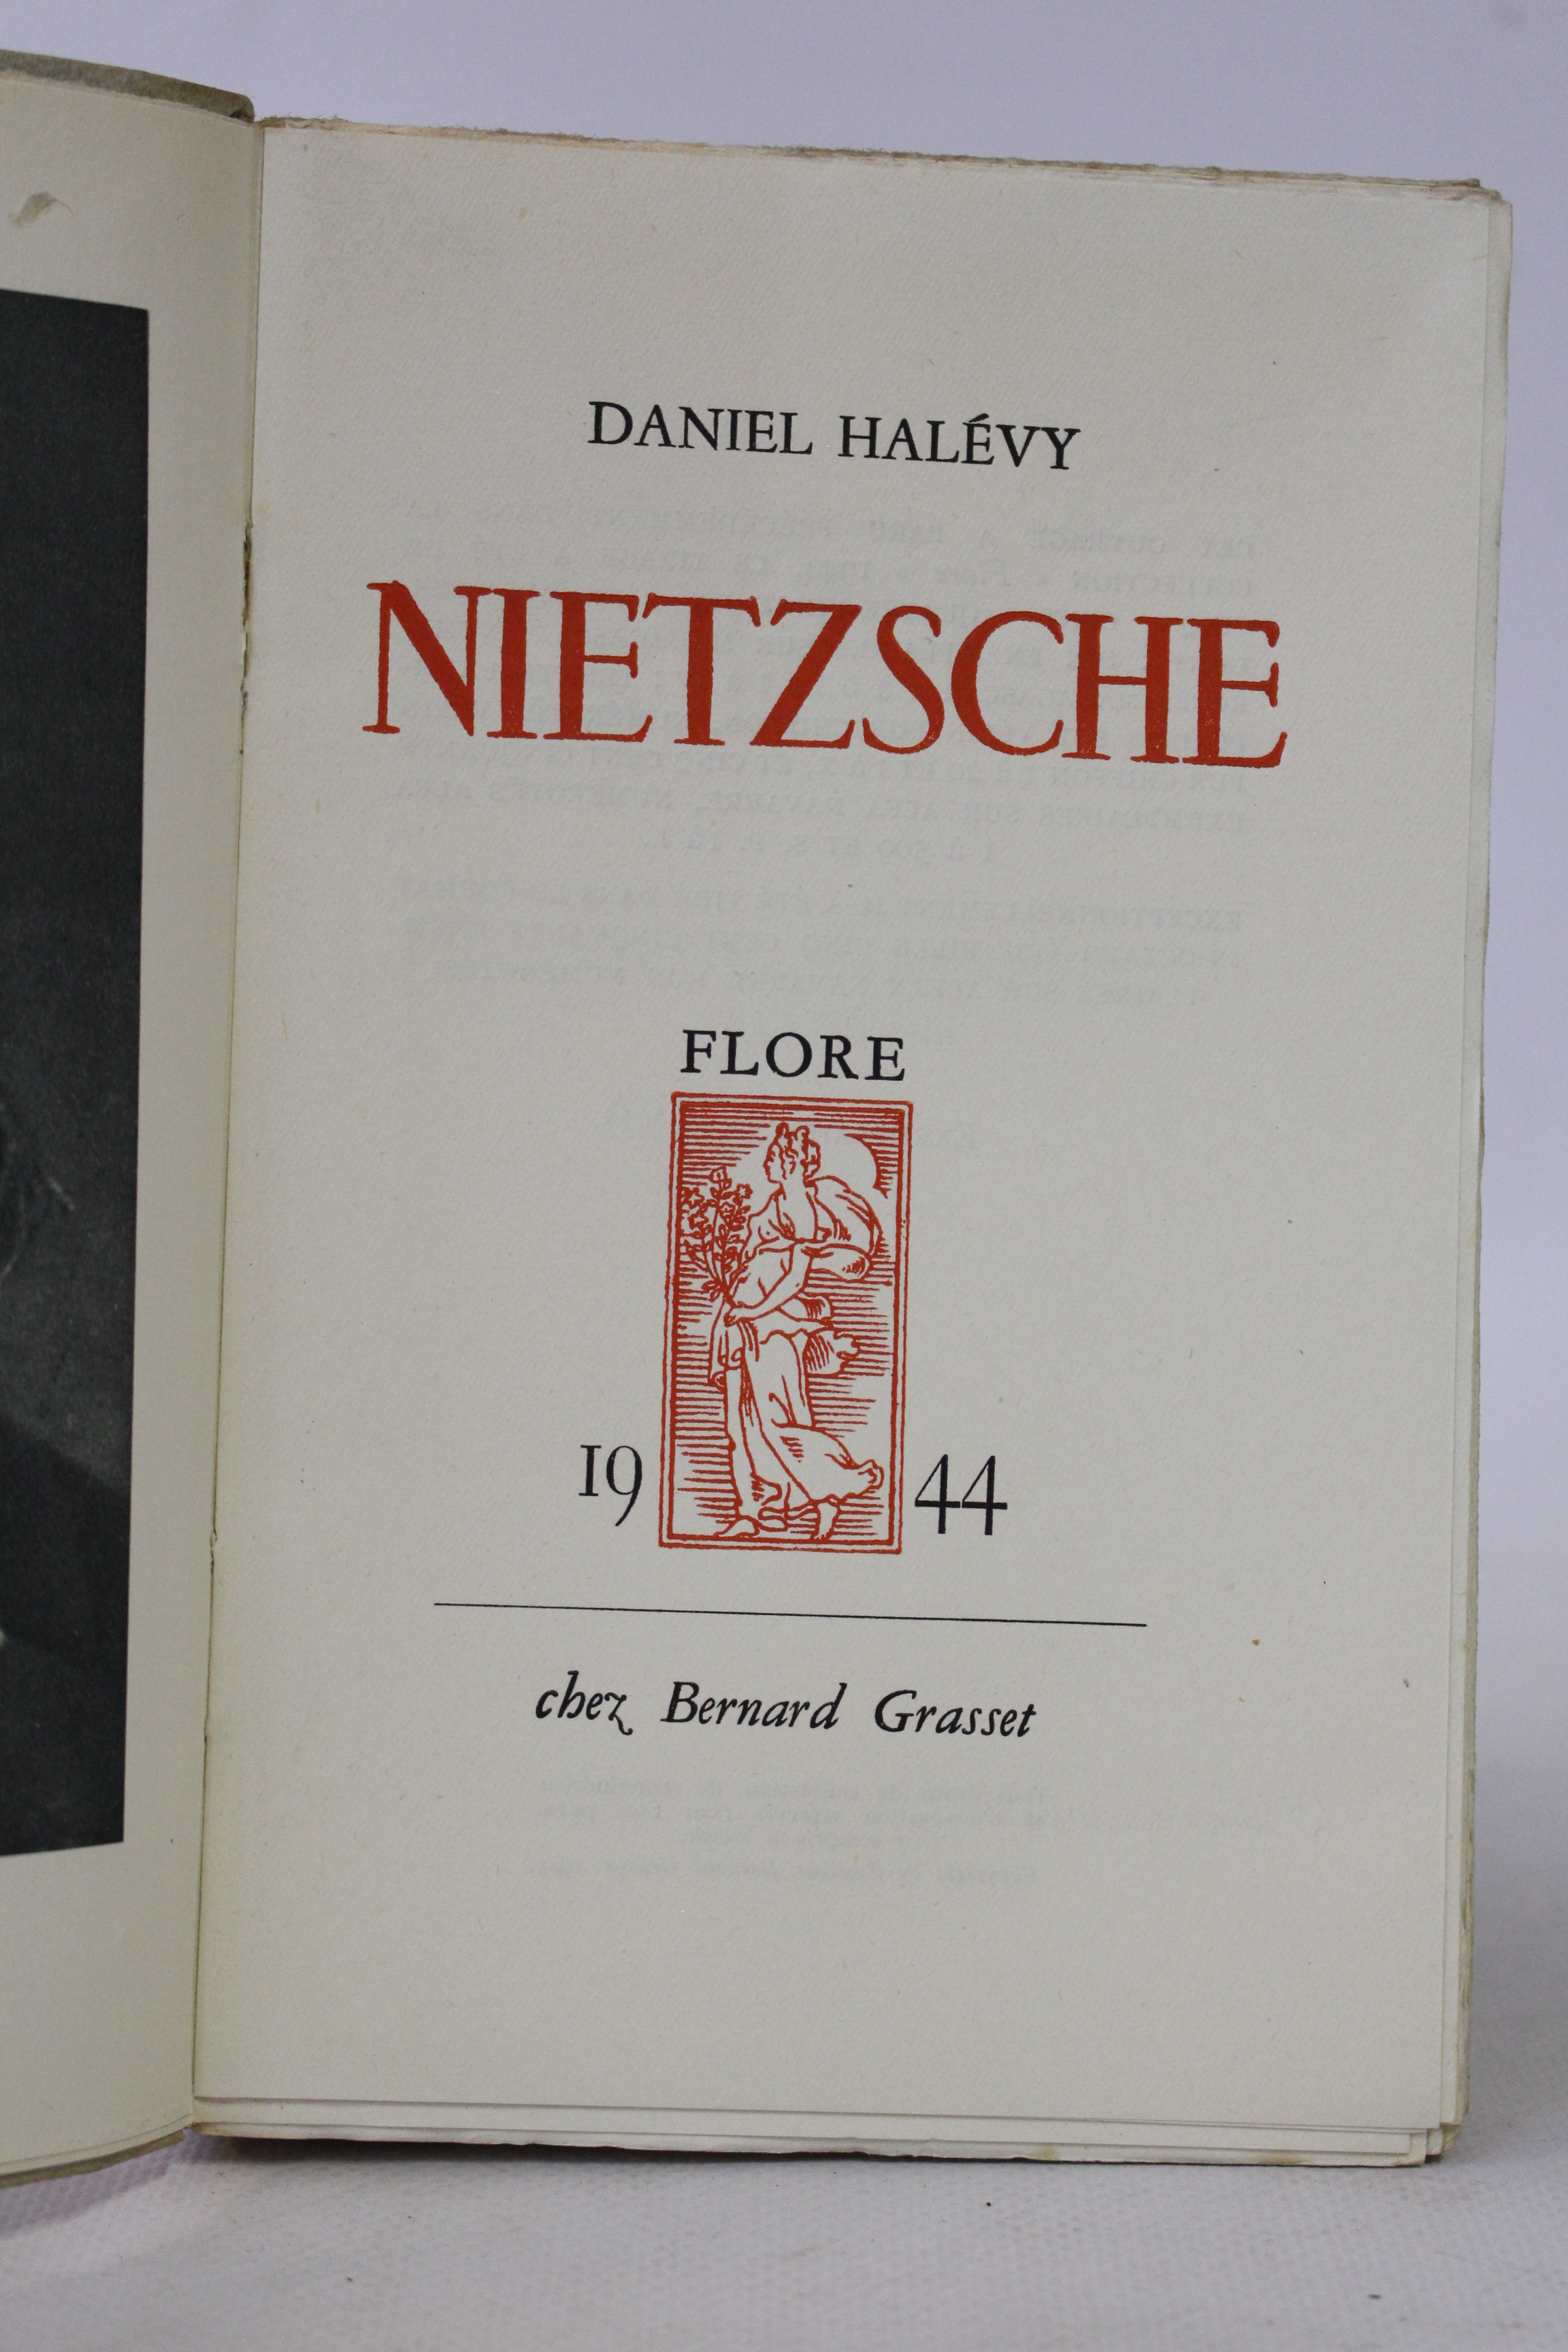 DANIEL HALÉVY
NIETZSCHE
FLORE
19 44
chez Bernard Grasset